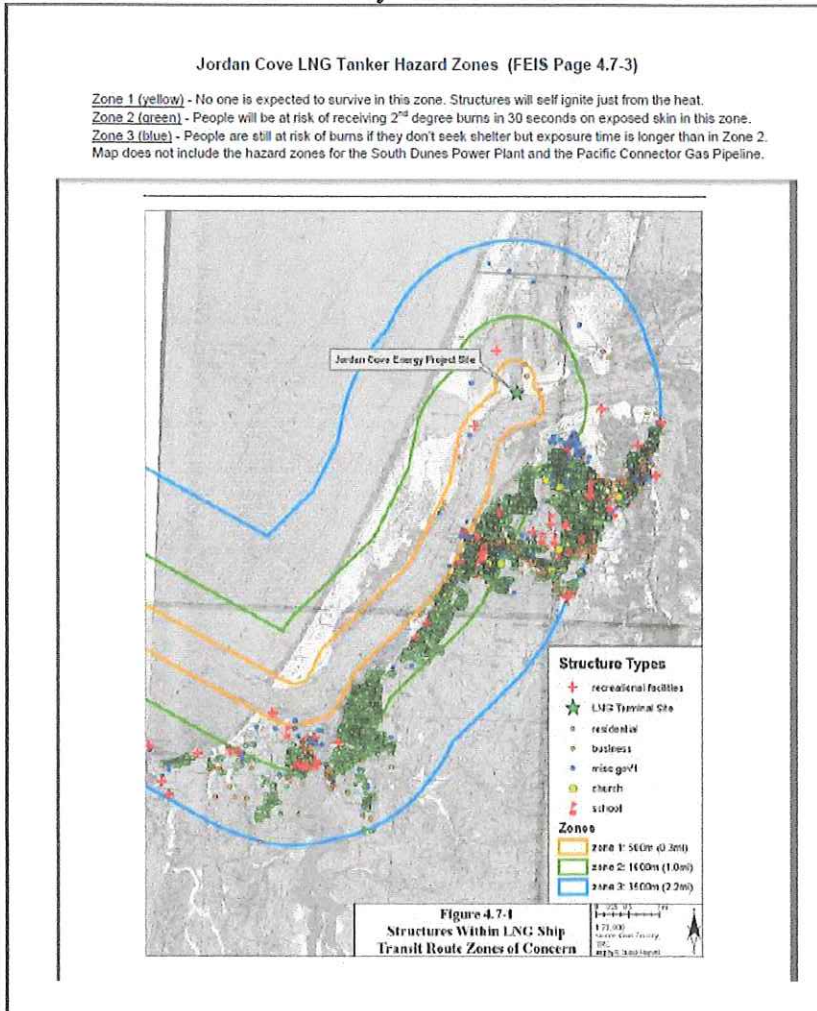 Jordan Cove LNG Tanker Hazard Zones (FEIS Page 4.7-3)
Zone 1 (yellow) - No one is expected to survive in this zone. Structures will self ignite just from the heat.
Zone 2 (green) - People will be at risk of receiving 2nd degree burns in 30 seconds on exposed skin in this zone.
Zone 3 (blue) - People are still at risk of burns if they don't seek shelter but exposure time is longer than in Zone 2.
Map does not include the hazard zones for the South Dunes Power Plant and the Pacific Connector Gas Pipeline.
Jordan Cove Energy Project Site
Structure Types
recreational facilities
LNG Terminal Site
residential
business
misc gov't
church
school
Zones
zone 1: 500m (0.3mi)
zone 2: 1600m (1.0mi)
zone 3: 3500m (2.2mi)
Figure 4.7-1
Structures Within LNG Ship
Transit Route Zones of Concern